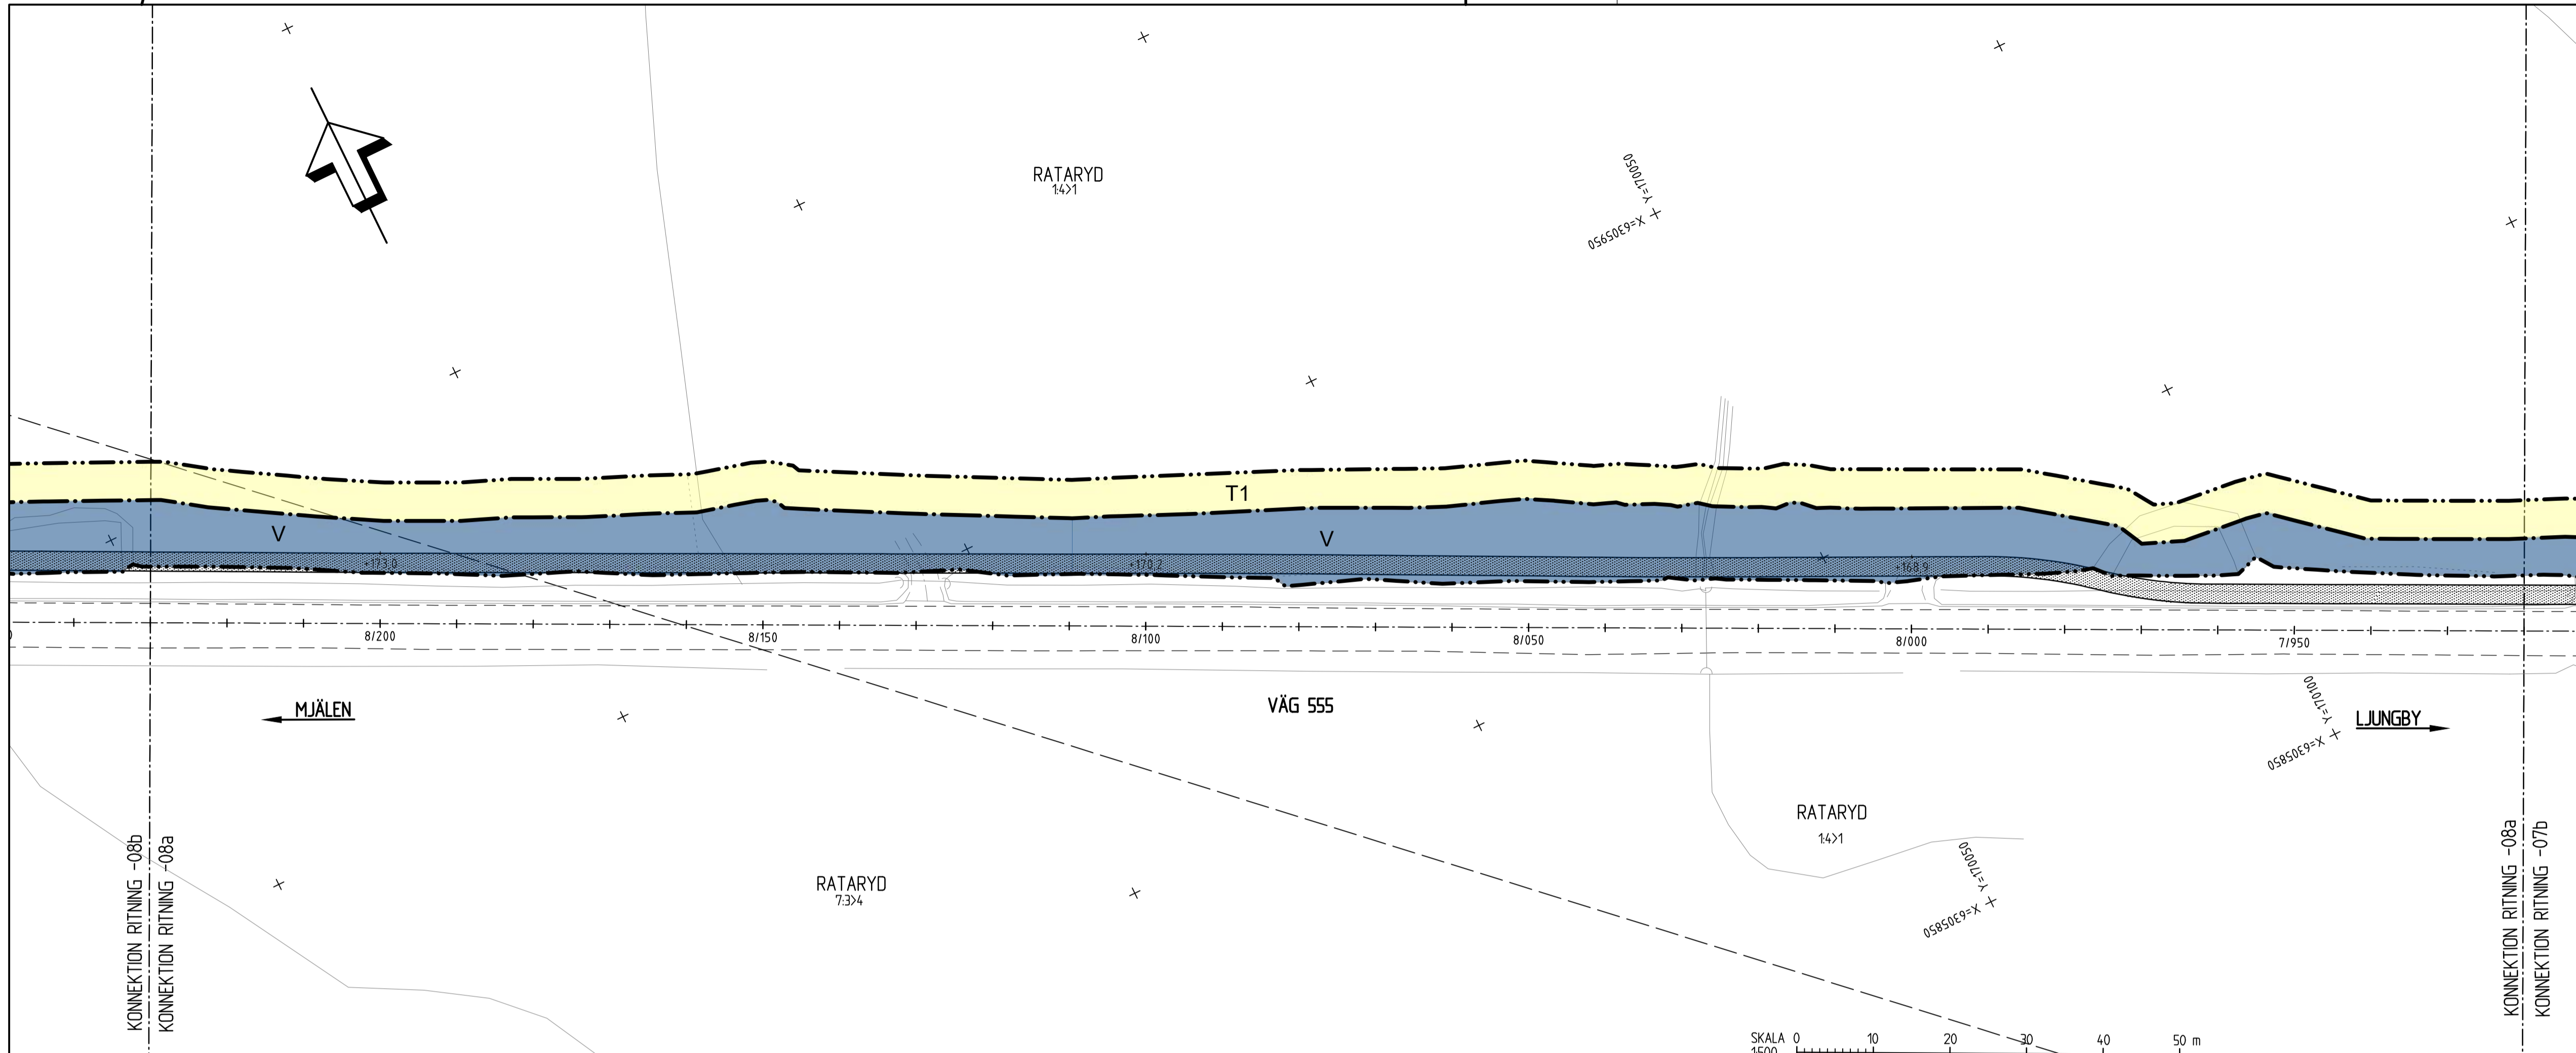 RATARYD
1:4>1
Y=170050
X=6305950
T1
V
V
+173,0
+170,2
+168,9
8/200
8/150
8/100
8/050
8/000
7/950
MJÄLEN
VÄG 555
LJUNGBY
Y=170100
X=6305850
RATARYD
1:4>1
RATARYD
7:3>4
Y=170050
X=6305850
KONNEKTION RITNING -08b
KONNEKTION RITNING -08a
KONNEKTION RITNING -08a
KONNEKTION RITNING -07b
SKALA 0 10 20 30 40 50 m
1:500